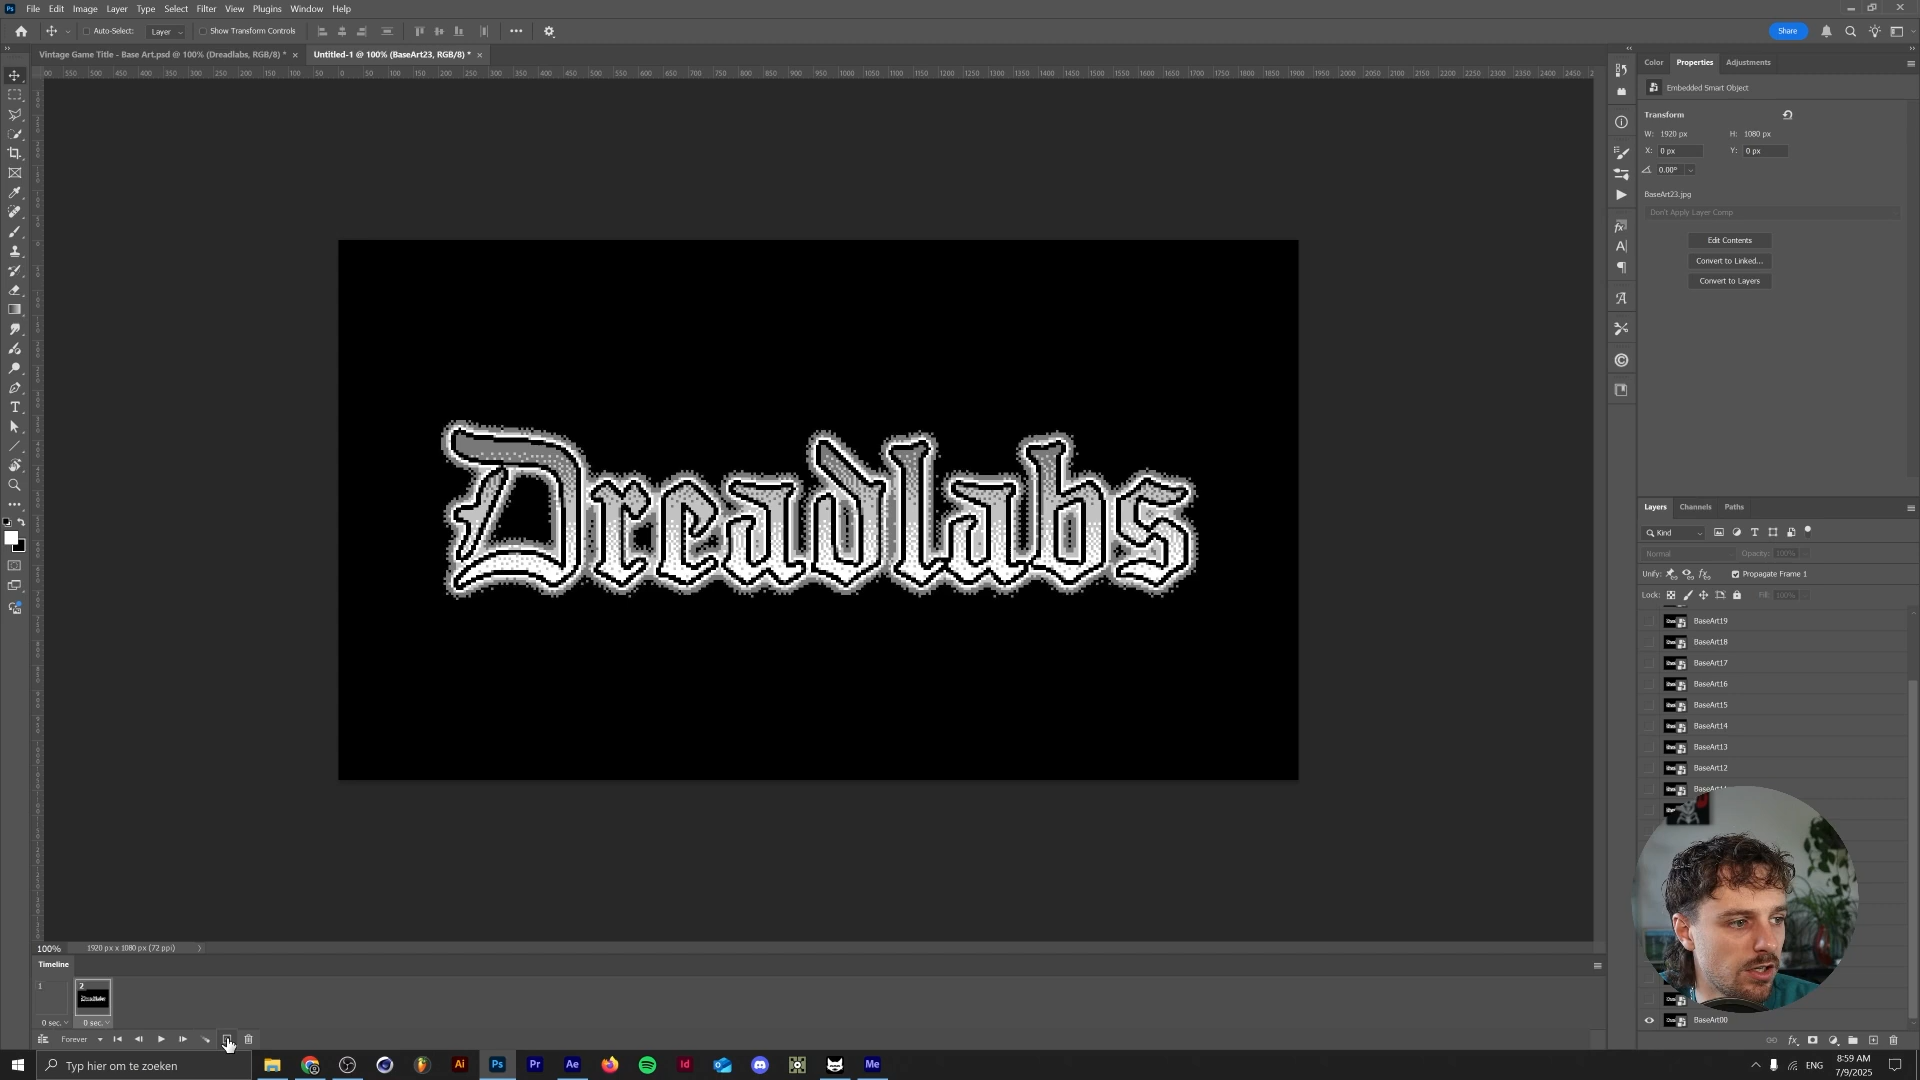 File Edit Image Layer Type Select Filter View Plugins Window Help
Auto-Select: Layer Show Transform Controls Share
Vintage Game Title - Base Art.psd @ 100% (Dreadlabs, RGB/8) *
Untitled-1 @ 100% (BaseArt23, RGB/8) *
Color Properties Adjustments
Embedded Smart Object
Transform
W: 1920 px H: 1080 px
X: 0 px Y: 0 px
0.00°
BaseArt23.jpg
Don't Apply Layer Comp
Edit Contents
Convert to Linked...
Convert to Layers
Dreadlabs
Layers Channels Paths
Kind
Normal Opacity: 100%
Unify: Propagate Frame 1
Lock: Fill: 100%
BaseArt19
BaseArt18
BaseArt17
BaseArt16
BaseArt15
BaseArt14
BaseArt13
BaseArt12
BaseArt00
100% 1920 px x 1080 px (72 ppi)
Timeline
1 2
0 sec. 0 sec.
Forever
Typ hier om te zoeken
ENG
8:59 AM
7/9/2025